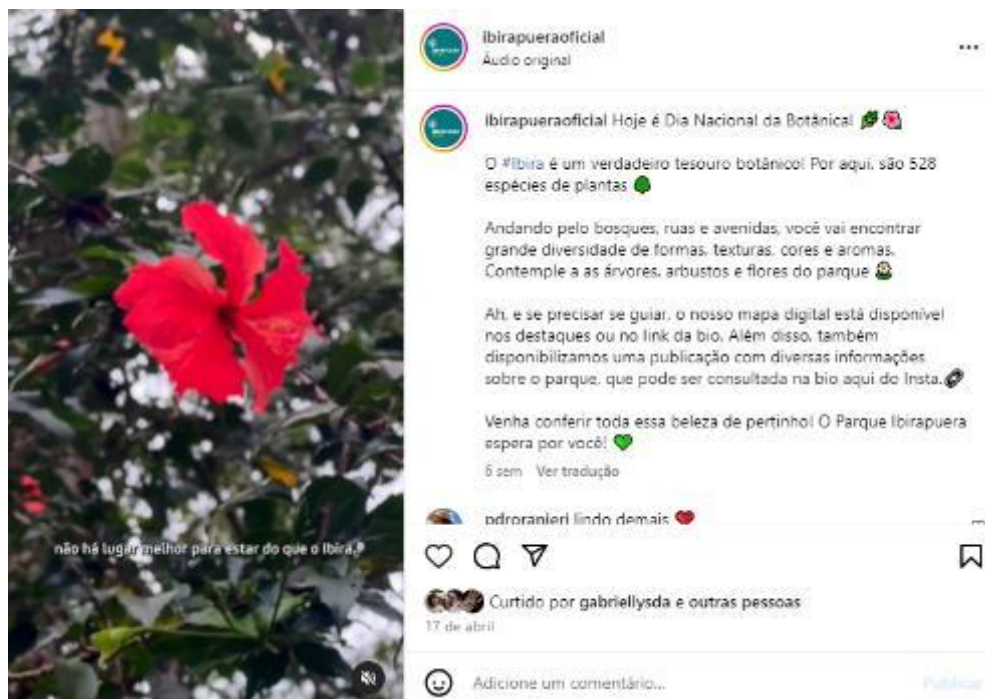 ibirapueraoficial
Áudio original
ibirapueraoficial Hoje é Dia Nacional da Botânica!
O #Ibira é um verdadeiro tesouro botânico! Por aqui, são 528
espécies de plantas
Andando pelo bosques, ruas e avenidas, você vai encontrar
grande diversidade de formas, texturas, cores e aromas.
Contemple a as árvores, arbustos e flores do parque
Ah, e se precisar se guiar, o nosso mapa digital está disponível
nos destaques ou no link da bio. Além disso, também
disponibilizamos uma publicação com diversas informações
sobre o parque, que pode ser consultada na bio aqui do Insta.
Venha conferir toda essa beleza de pertinho! O Parque Ibirapuera
espera por você!
6 sem Ver tradução
pdroranieri lindo demais
não há lugar melhor para estar do que o Ibira
Curtido por gabriellysda e outras pessoas
17 de abril
Adicione um comentário...
Publicar